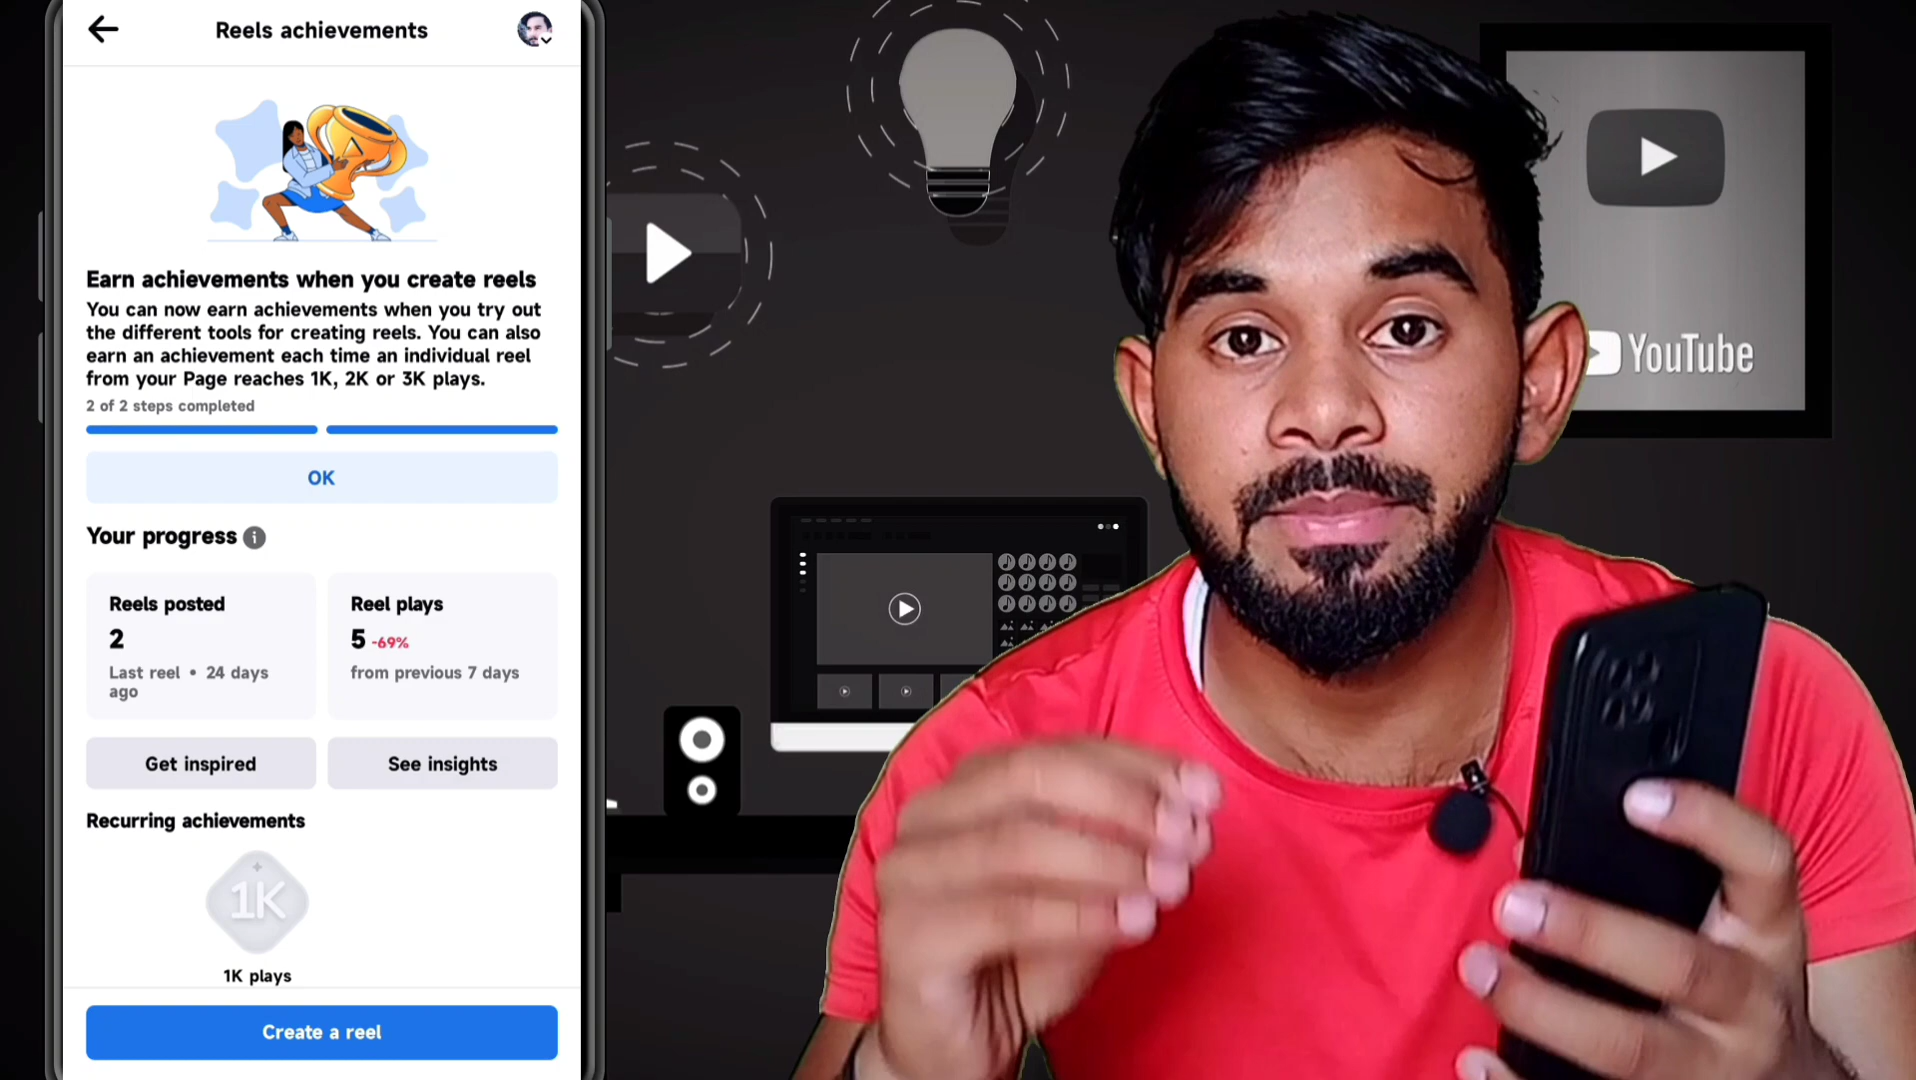 Reels achievements
Earn achievements when you create reels
You can now earn achievements when you try out
the different tools for creating reels. You can also
earn an achievement each time an individual reel
from your Page reaches 1K, 2K or 3K plays.
2 of 2 steps completed
OK
Your progress
Reels posted
2
Last reel • 24 days
ago
Reel plays
5 -69%
from previous 7 days
Get inspired
See insights
Recurring achievements
1K
1K plays
Create a reel
YouTube